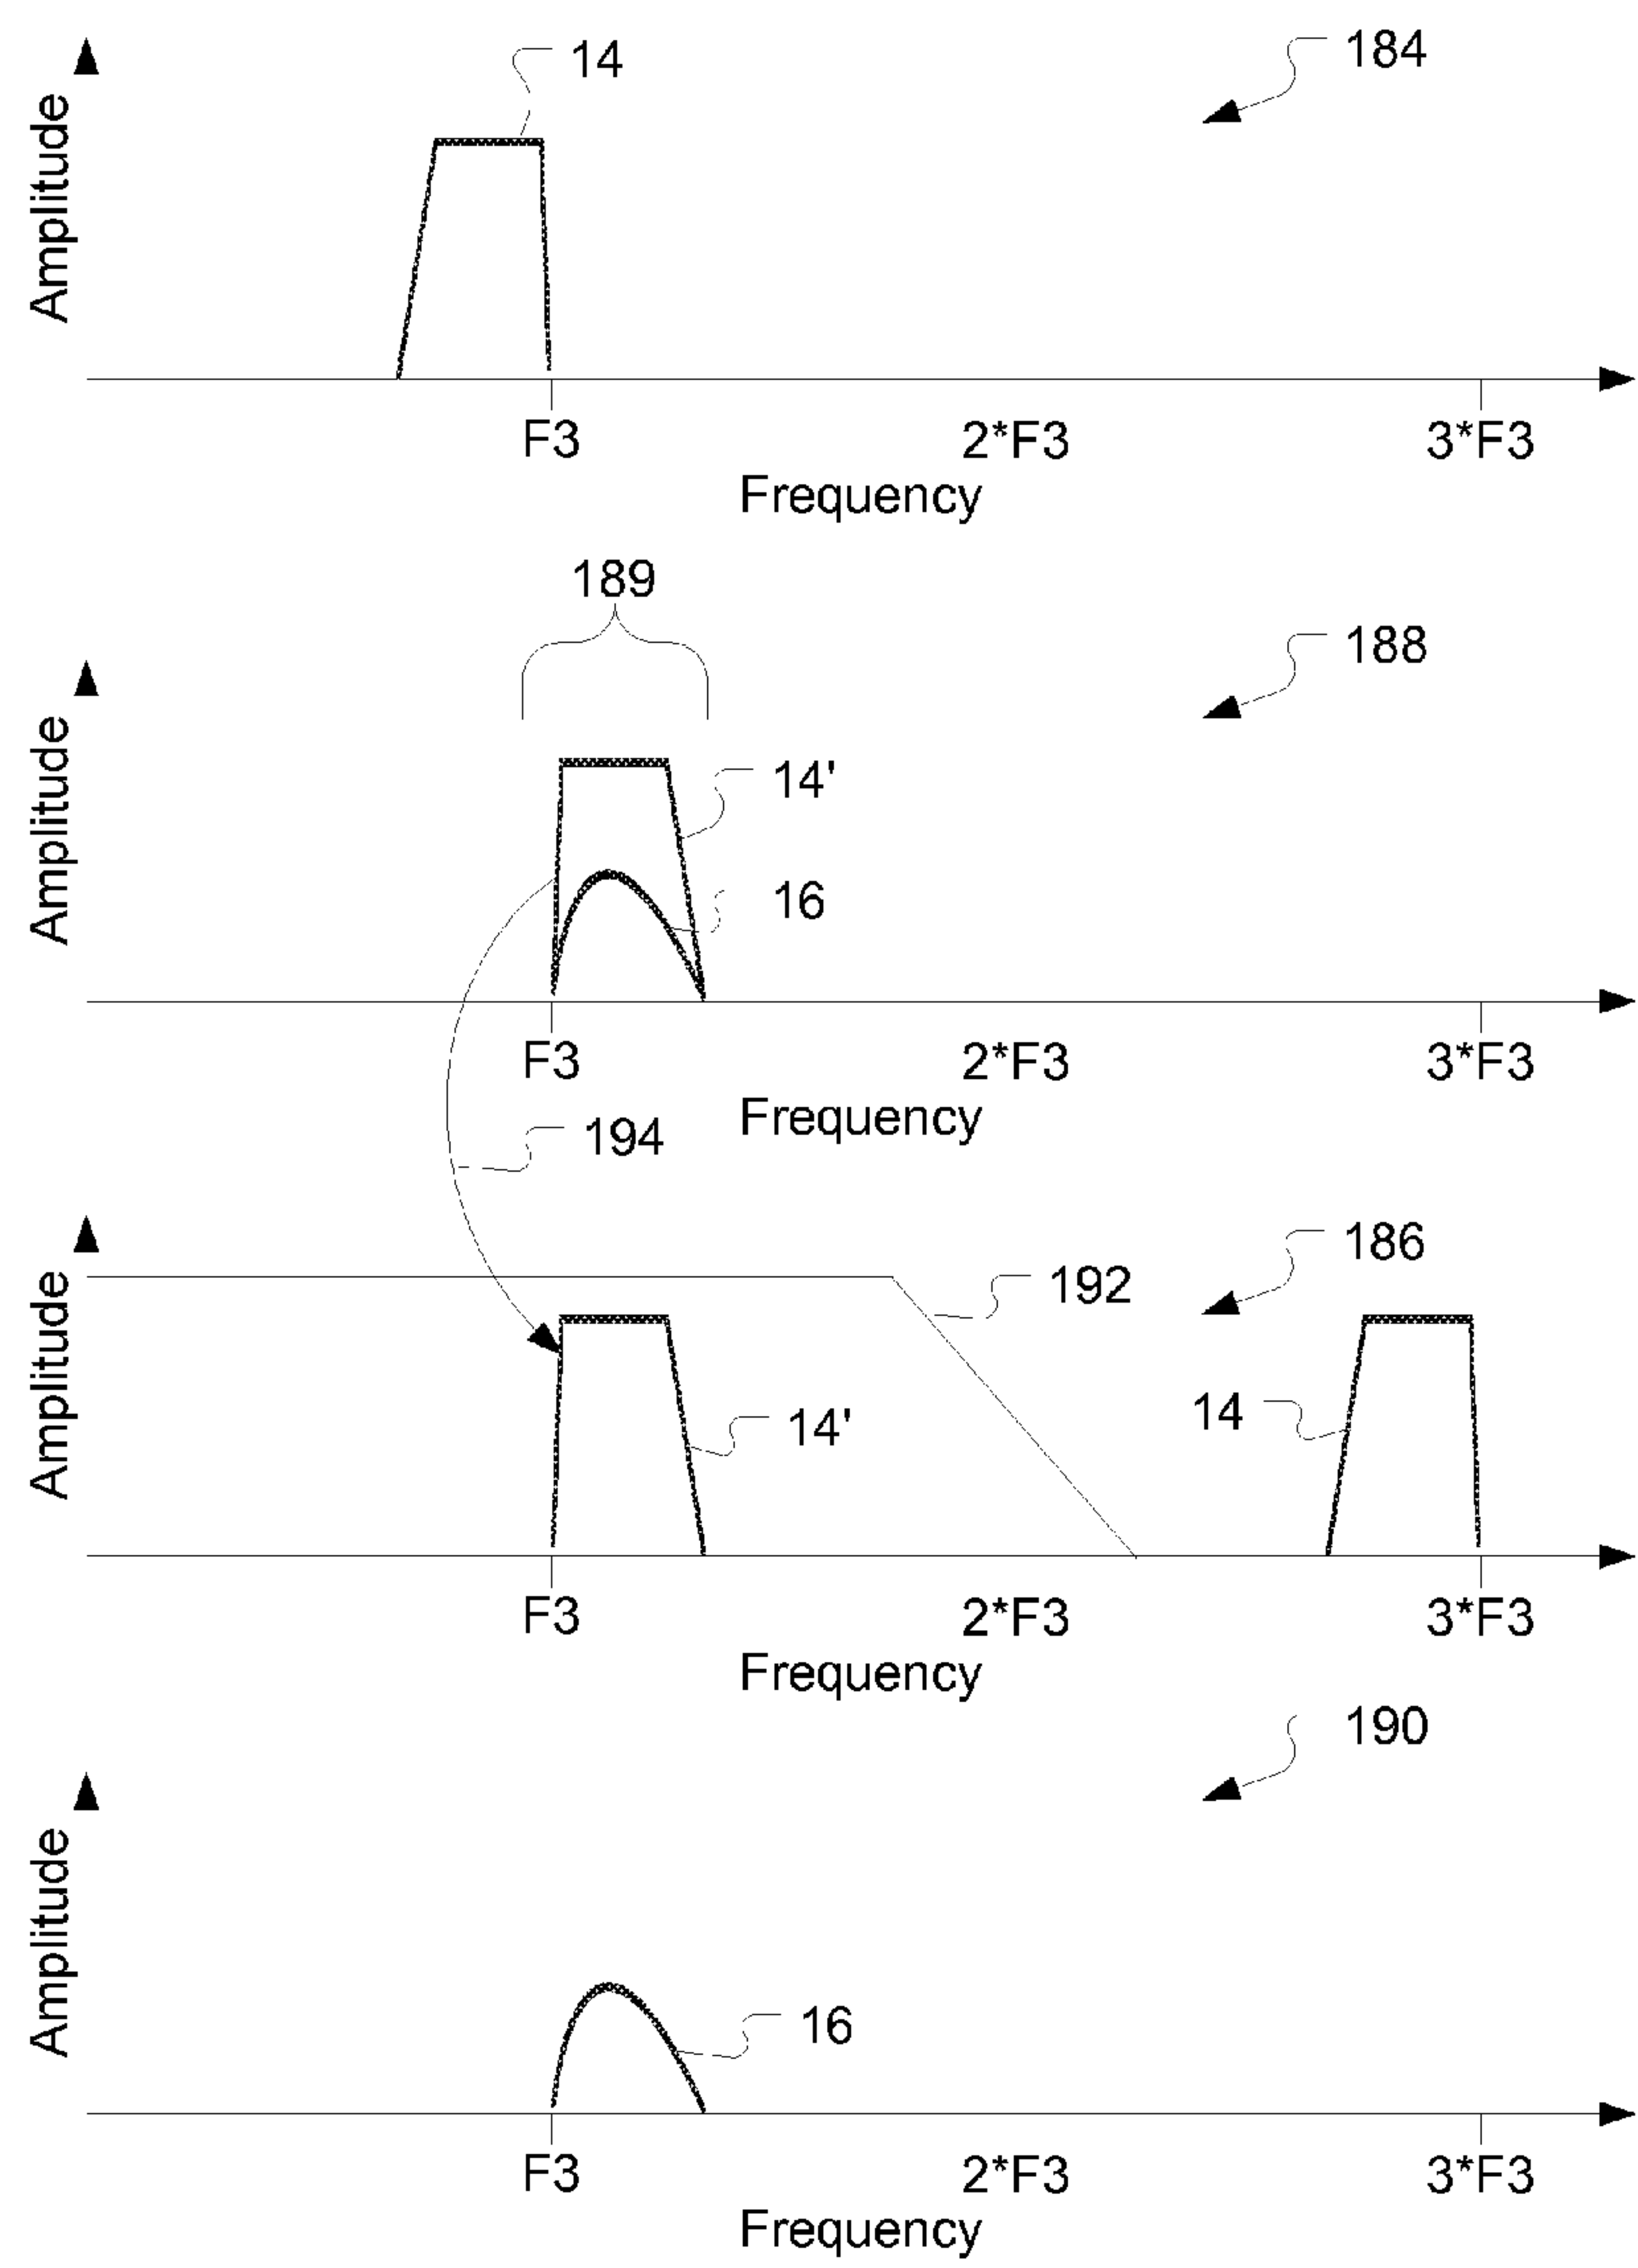 14
184
Amplitude
F3
2*F3
3*F3
Frequency
189
188
14'
16
Amplitude
F3
2*F3
3*F3
Frequency
194
186
192
14
14'
Amplitude
F3
2*F3
3*F3
Frequency
190
Amplitude
16
F3
2*F3
3*F3
Frequency